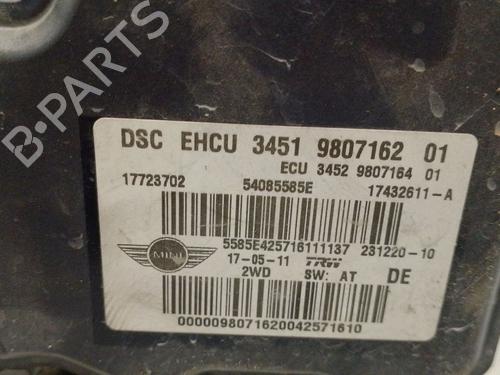 B-PARTS
DSC EHCU 3451 9807162 01
ECU 3452 9807164 01
17723702 54085585E 17432611-A
5585E425716111137 231220-10
MINI 17-05-11 TRW
2WD SW: AT DE
0000098071620042571610